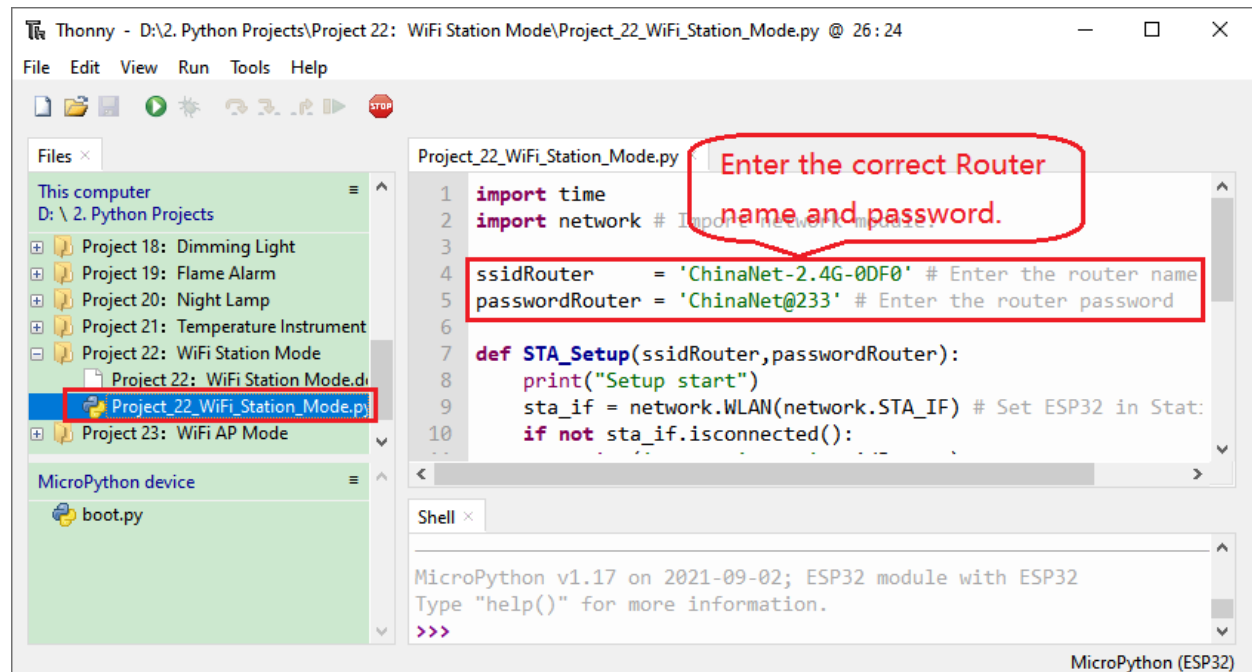 Thonny - D:\2. Python Projects\Project 22: WiFi Station Mode\Project_22_WiFi_Station_Mode.py @ 26 : 24
File Edit View Run Tools Help
STOP
Files
This computer
D: \ 2. Python Projects
Project 18: Dimming Light
Project 19: Flame Alarm
Project 20: Night Lamp
Project 21: Temperature Instrument
Project 22: WiFi Station Mode
Project 22: WiFi Station Mode.d
Project_22_WiFi_Station_Mode.py
Project 23: WiFi AP Mode
MicroPython device
boot.py
Project_22_WiFi_Station_Mode.py
Enter the correct Router
name and password.
1 import time
2 import network # Import network module.
3
4 ssidRouter     = 'ChinaNet-2.4G-0DF0' # Enter the router name
5 passwordRouter = 'ChinaNet@233' # Enter the router password
6
7 def STA_Setup(ssidRouter,passwordRouter):
8     print("Setup start")
9     sta_if = network.WLAN(network.STA_IF) # Set ESP32 in Stati
10     if not sta_if.isconnected():
Shell
MicroPython v1.17 on 2021-09-02; ESP32 module with ESP32
Type "help()" for more information.
>>>
MicroPython (ESP32)